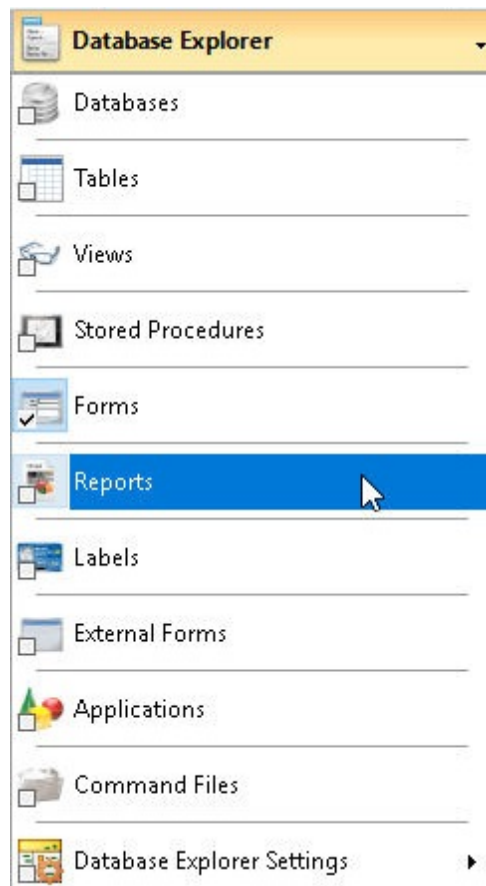 Database Explorer
Databases
Tables
Views
Stored Procedures
Forms
Reports
Labels
External Forms
Applications
Command Files
Database Explorer Settings